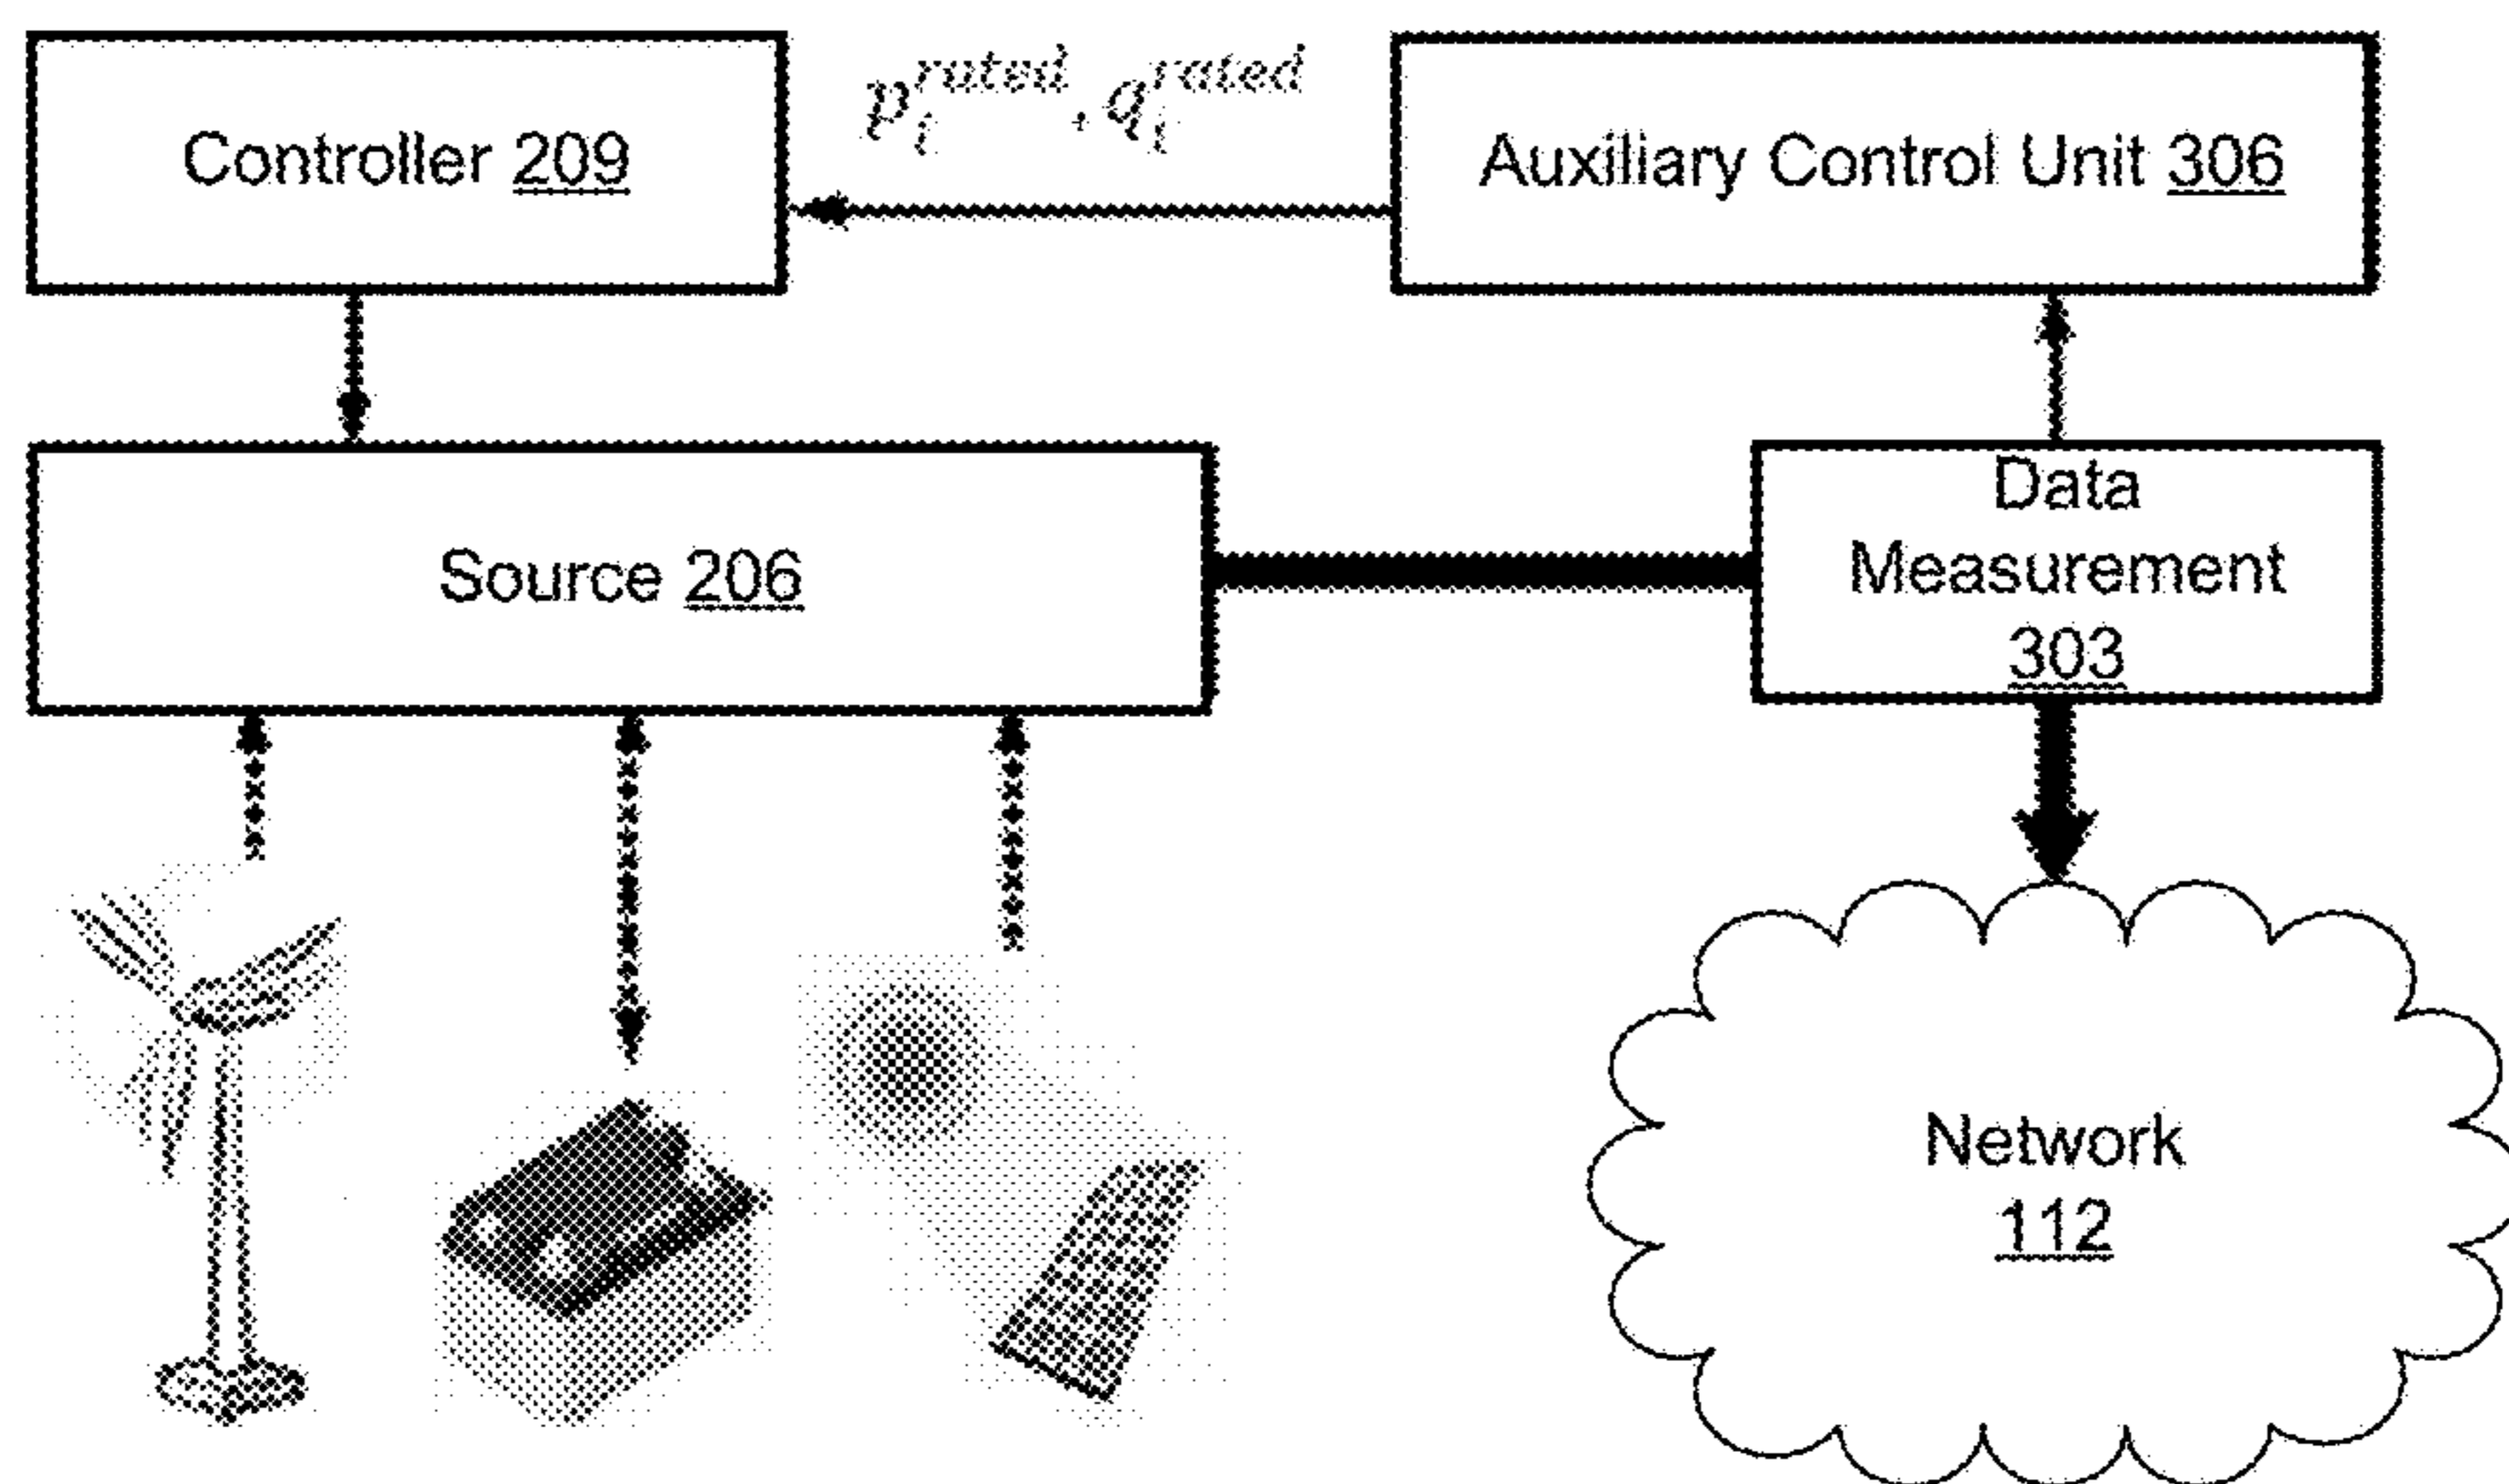 Controller 209
p_i^{rated}, q_i^{rated}
Auxiliary Control Unit 306
Source 206
Data
Measurement
303
Network
112